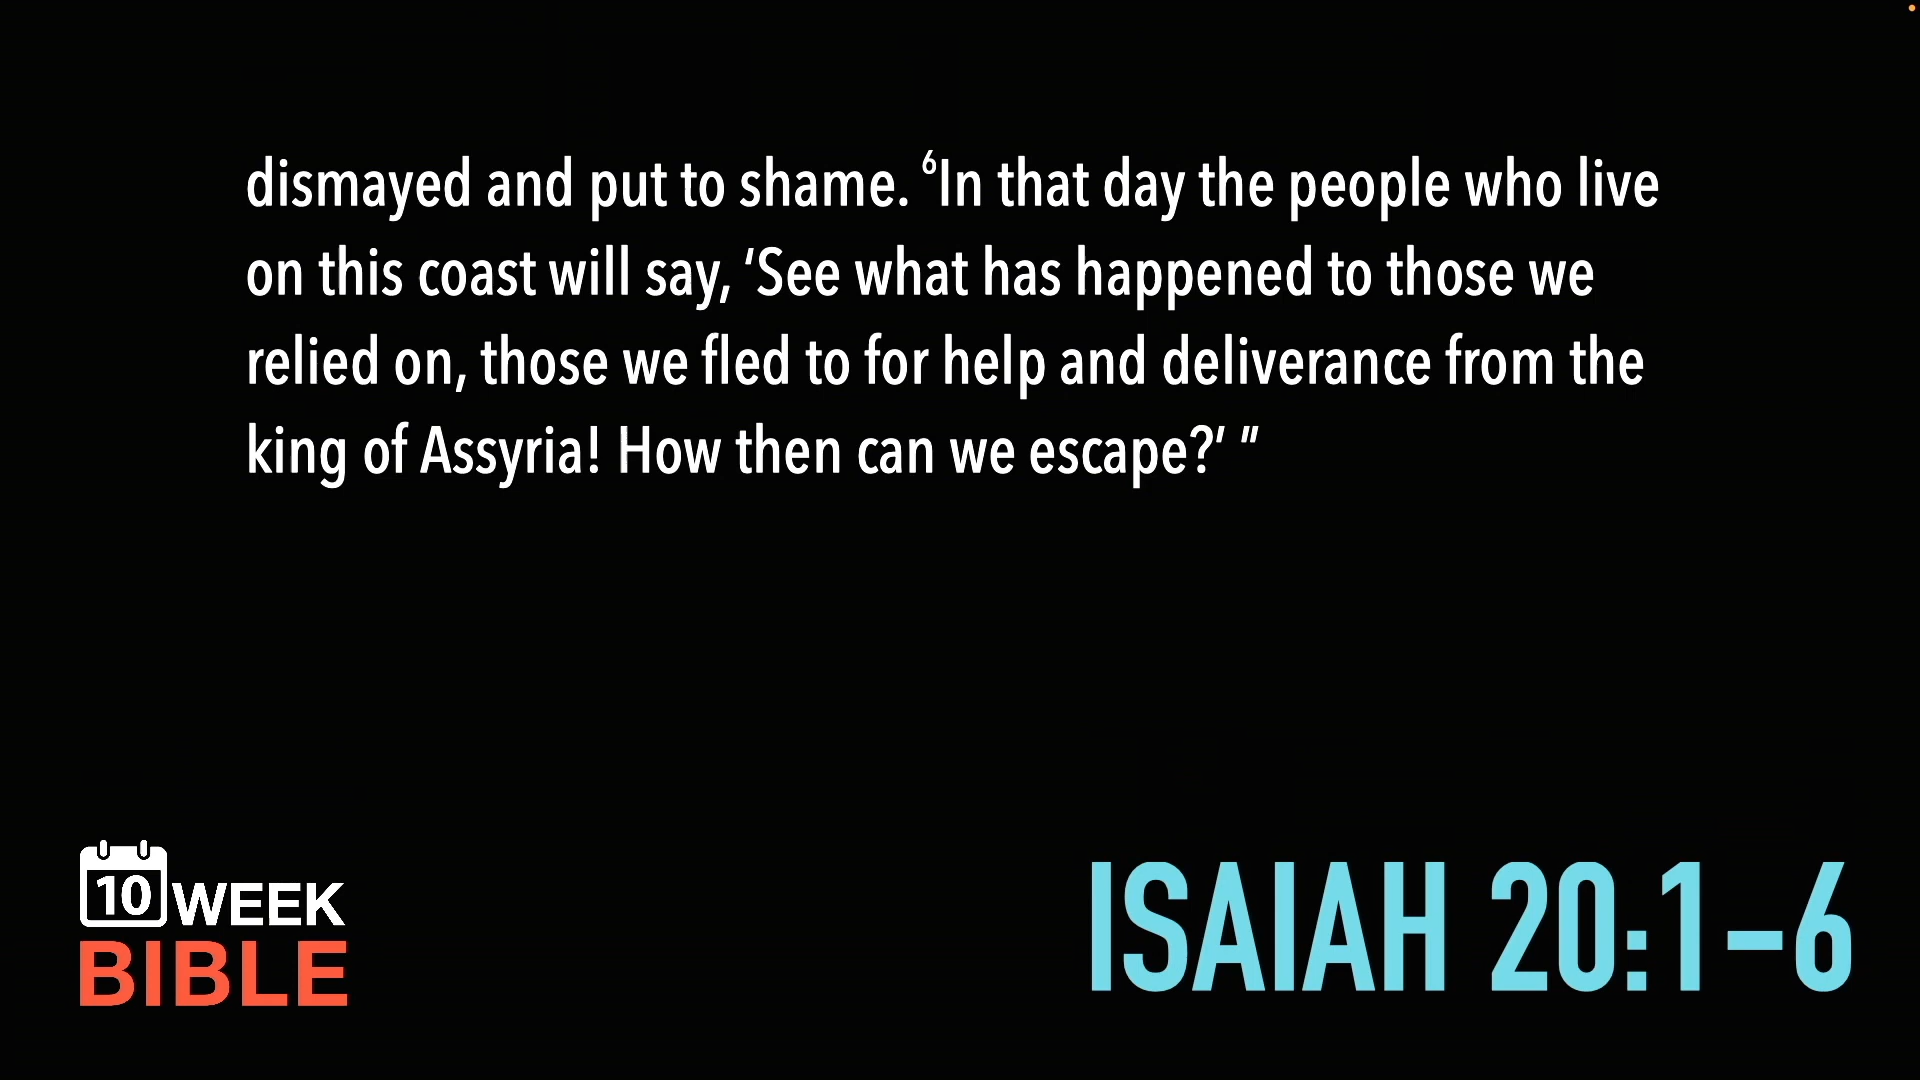 dismayed and put to shame. ⁶In that day the people who live
on this coast will say, ‘See what has happened to those we
relied on, those we fled to for help and deliverance from the
king of Assyria! How then can we escape?’ ”
10 WEEK
BIBLE
ISAIAH 20:1–6